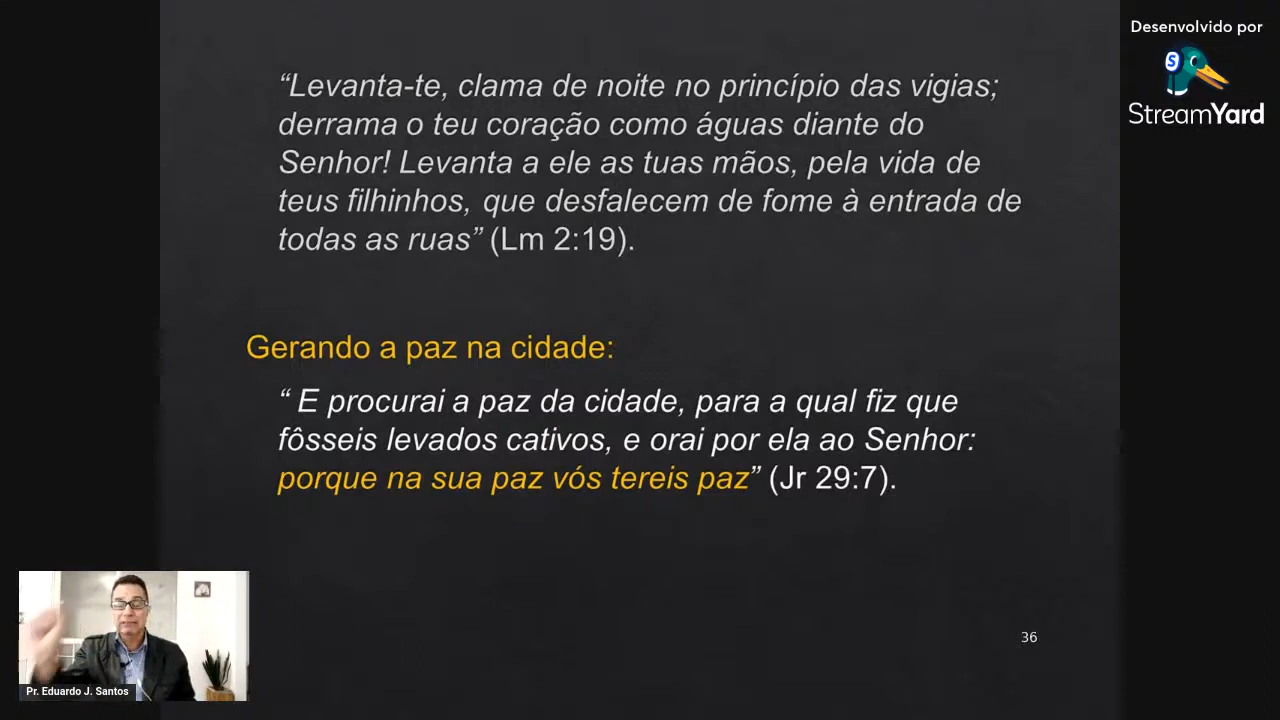 Desenvolvido por
StreamYard
“Levanta-te, clama de noite no princípio das vigias;
derrama o teu coração como águas diante do
Senhor! Levanta a ele as tuas mãos, pela vida de
teus filhinhos, que desfalecem de fome à entrada de
todas as ruas” (Lm 2:19).
Gerando a paz na cidade:
“ E procurai a paz da cidade, para a qual fiz que
fôsseis levados cativos, e orai por ela ao Senhor:
porque na sua paz vós tereis paz” (Jr 29:7).
36
Pr. Eduardo J. Santos